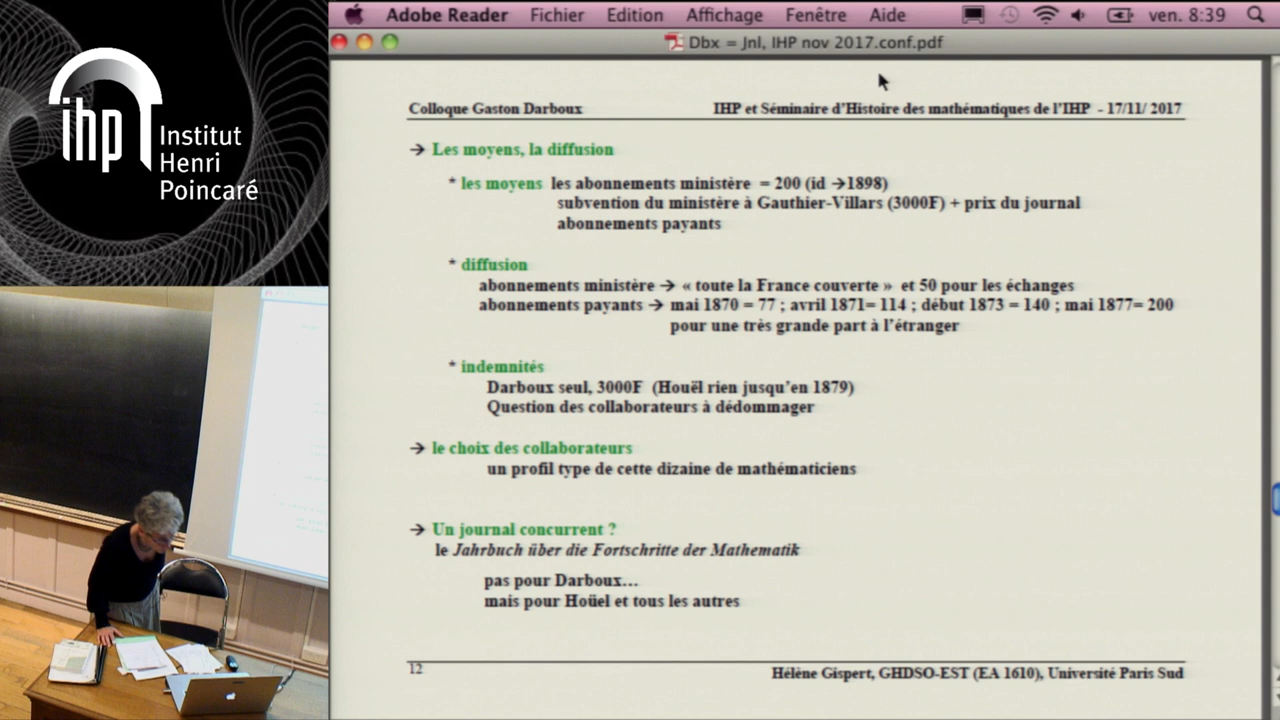 ihp Institut
Henri
Poincaré
Adobe Reader Fichier Edition Affichage Fenêtre Aide ven. 8:39
Dbx = Jnl, IHP nov 2017.conf.pdf
Colloque Gaston Darboux IHP et Séminaire d'Histoire des mathématiques de l'IHP - 17/11/ 2017
→ Les moyens, la diffusion
* les moyens les abonnements ministère = 200 (id →1898)
subvention du ministère à Gauthier-Villars (3000F) + prix du journal
abonnements payants
* diffusion
abonnements ministère → « toute la France couverte » et 50 pour les échanges
abonnements payants → mai 1870 = 77 ; avril 1871= 114 ; début 1873 = 140 ; mai 1877= 200
pour une très grande part à l'étranger
* indemnités
Darboux seul, 3000F (Houël rien jusqu'en 1879)
Question des collaborateurs à dédommager
→ le choix des collaborateurs
un profil type de cette dizaine de mathématiciens
→ Un journal concurrent ?
le Jahrbuch über die Fortschritte der Mathematik
pas pour Darboux…
mais pour Hoüel et tous les autres
12 Hélène Gispert, GHDSO-EST (EA 1610), Université Paris Sud